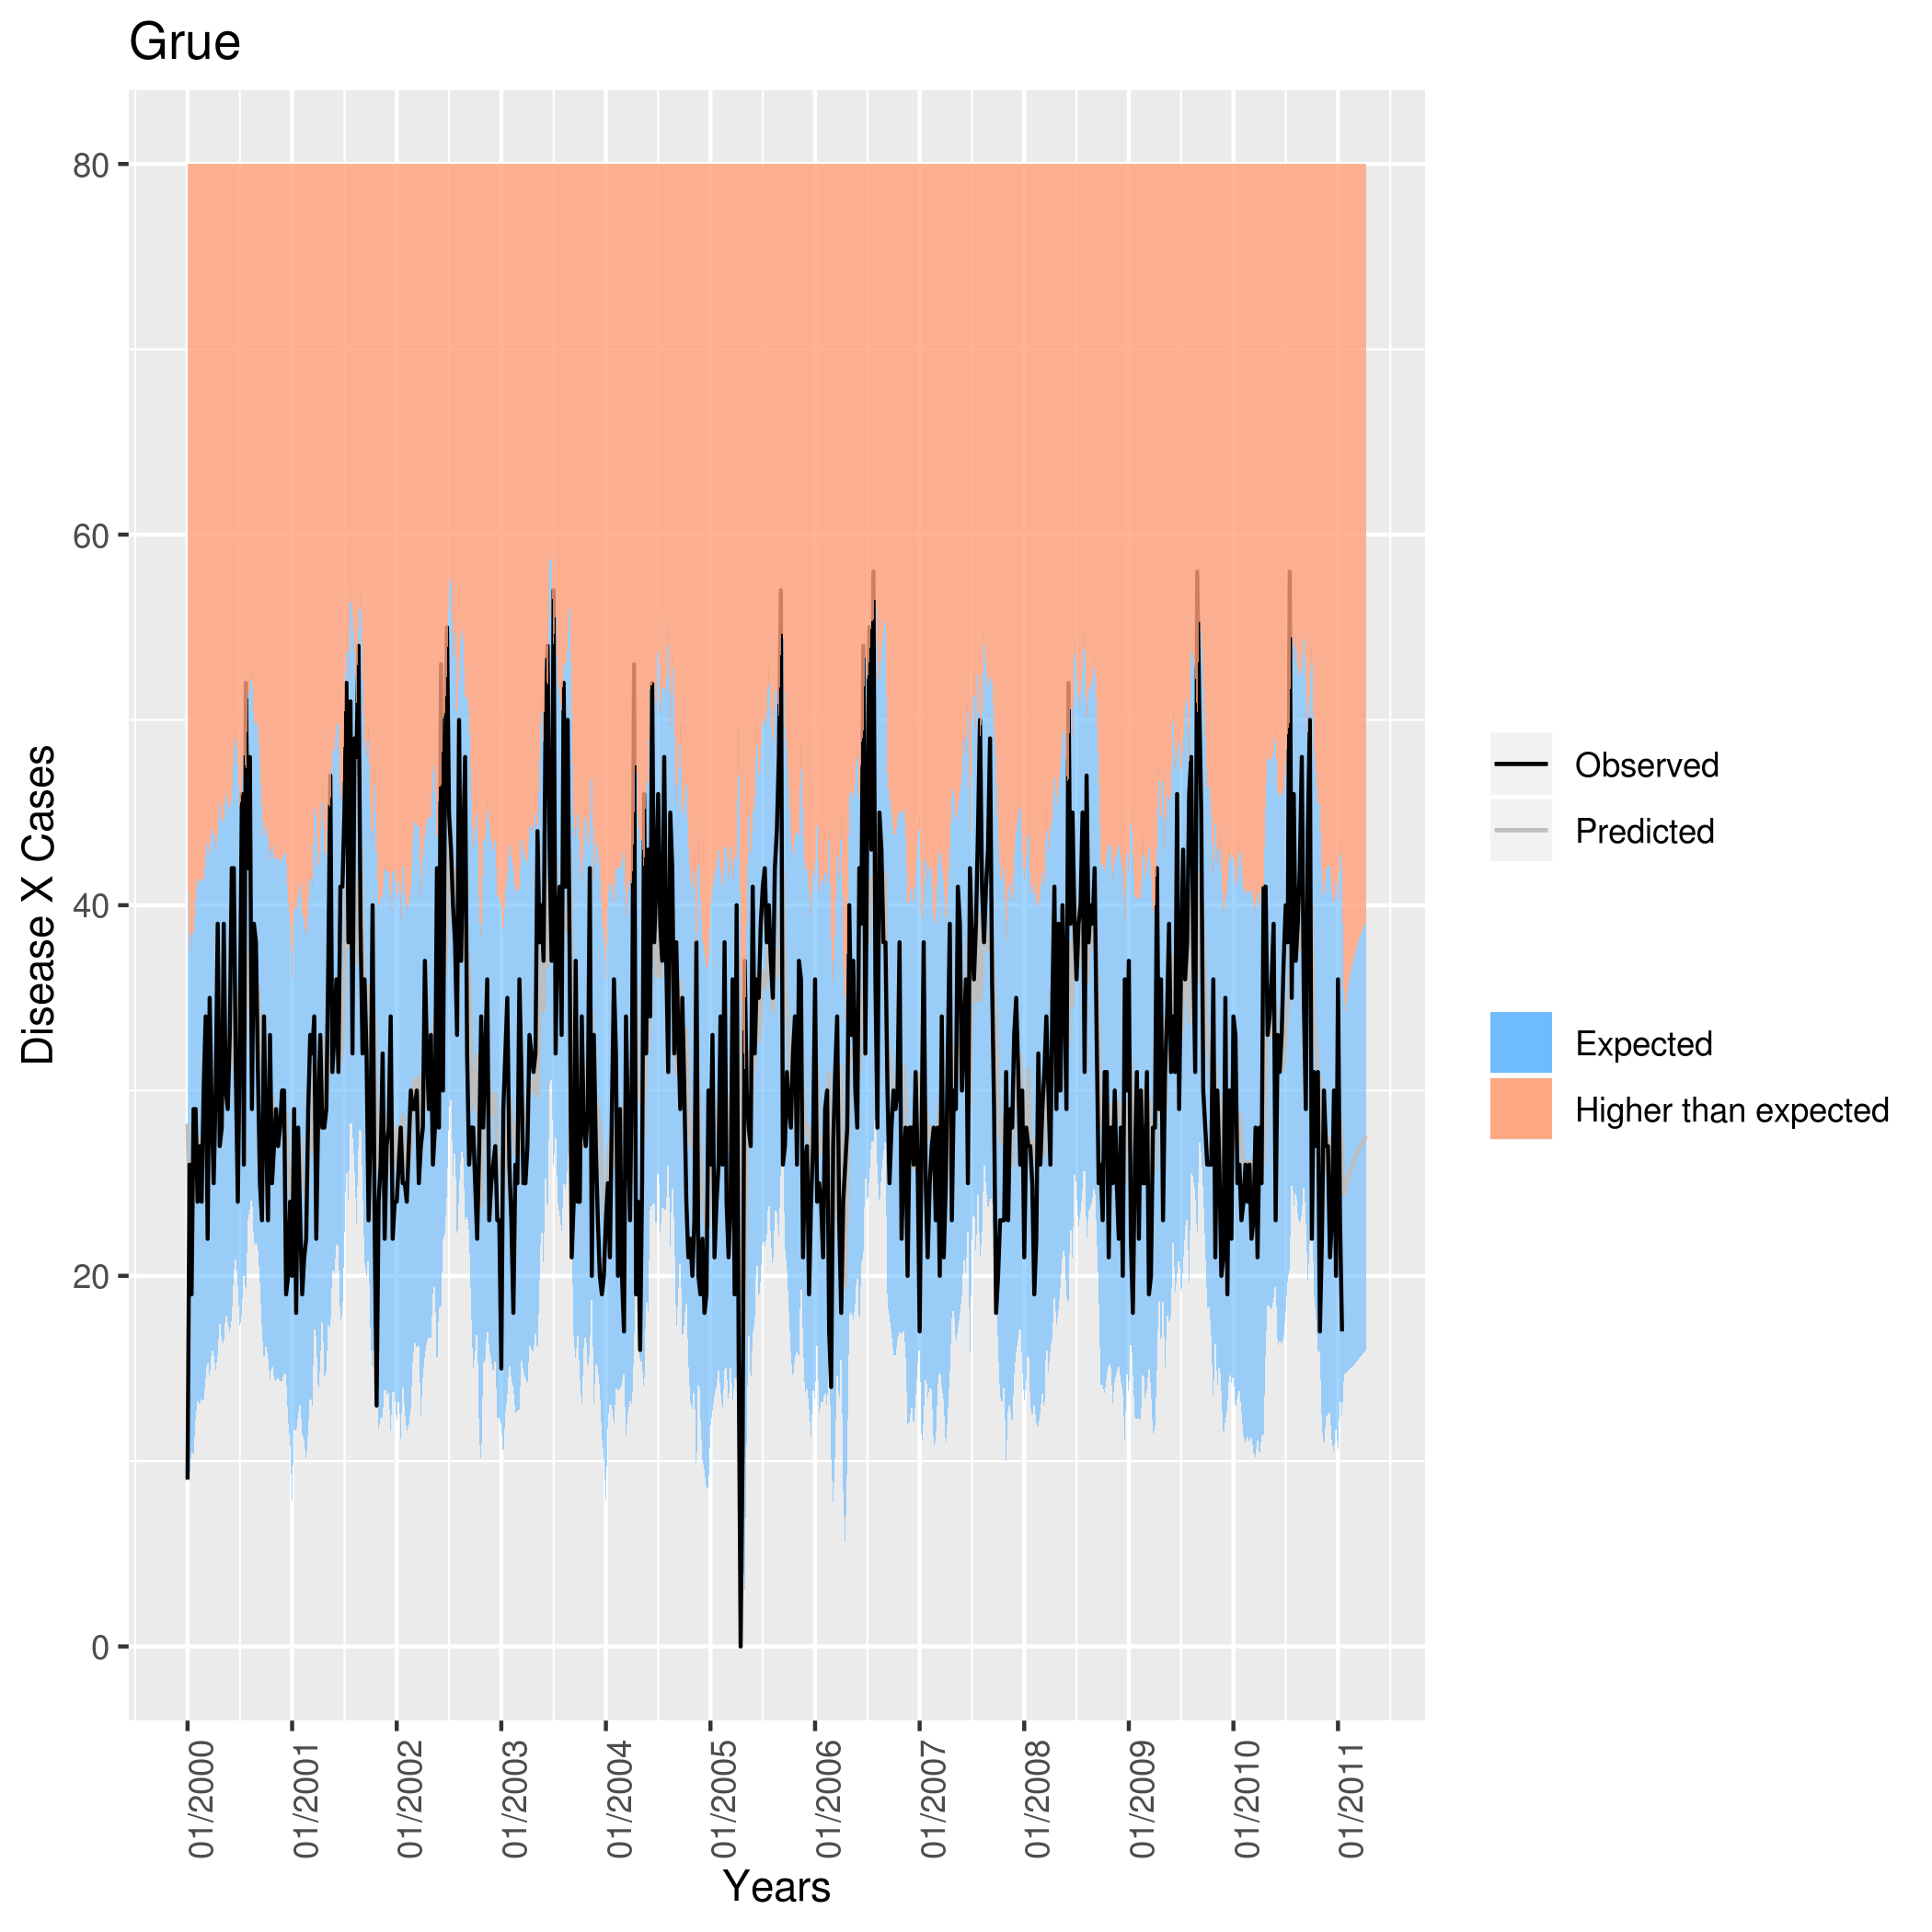 Grue
80
60
40
20
0
Disease X Cases
01/2000
01/2001
01/2002
01/2003
01/2004
01/2005
01/2006
01/2007
01/2008
01/2009
01/2010
01/2011
Years
Observed
Predicted
Expected
Higher than expected